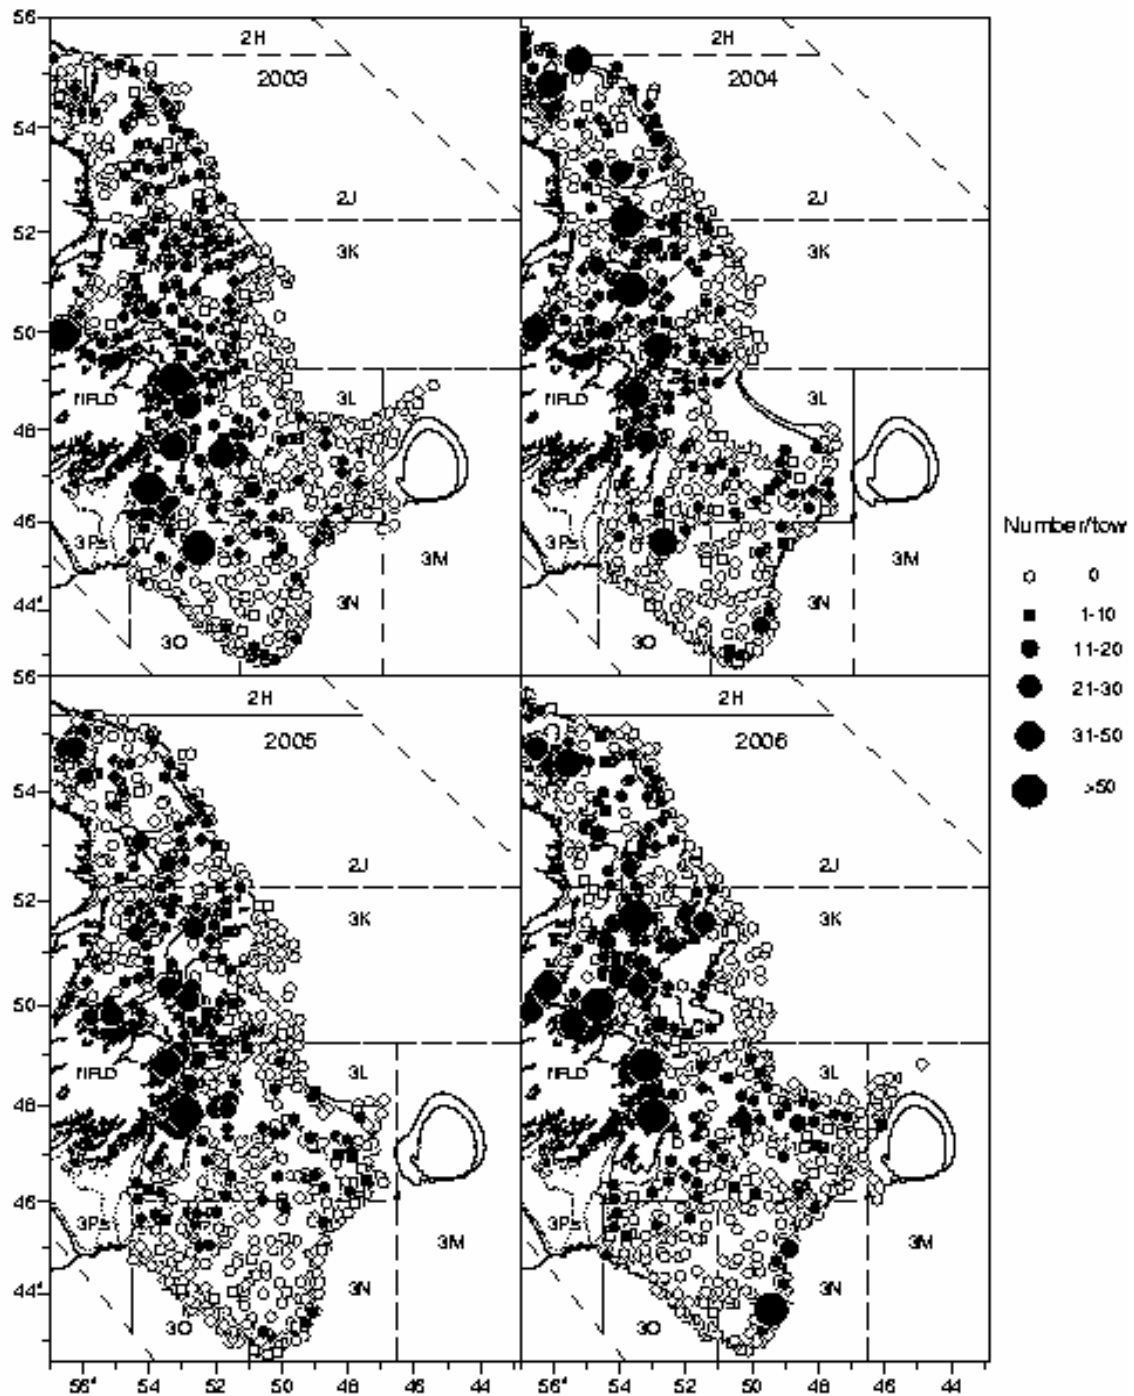 56
2H
2H
2003
2004
54
2J
2J
52
3K
3K
50
3L
3L
NFLD
NFLD
48
46
3Ps
3Ps
3M
3M
44°
3N
3N
3O
3O
Number/tow
0
1-10
11-20
21-30
31-50
>50
56
2H
2H
2005
2006
54
2J
2J
52
3K
3K
50
3L
3L
NFLD
NFLD
48
46
3Ps
3Ps
3M
3M
44°
3N
3N
3O
3O
56° 54 52 50 48 46 44 56° 54 52 50 48 46 44